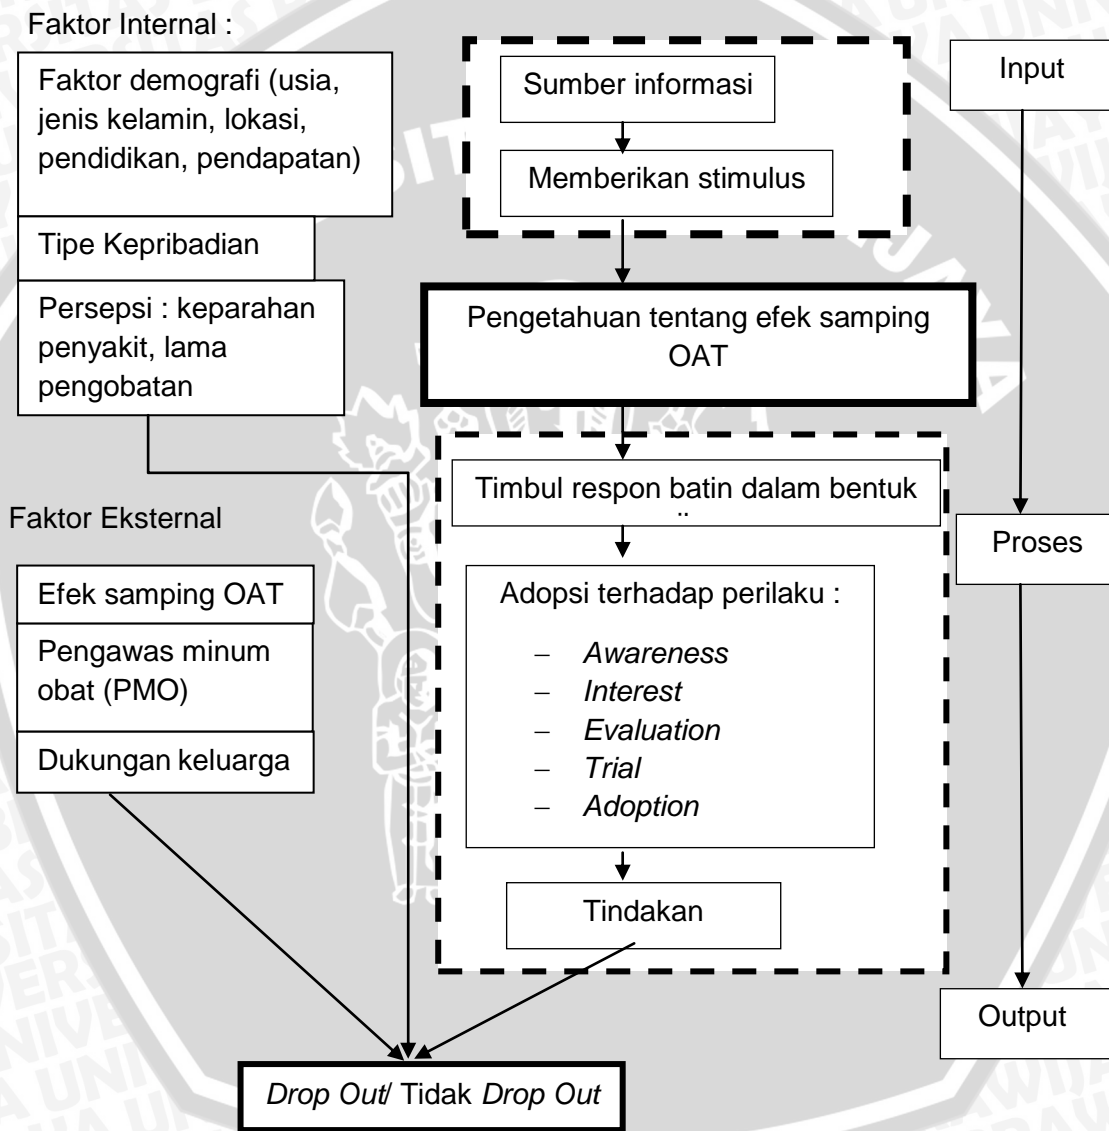 Faktor Internal :
Faktor demografi (usia,
jenis kelamin, lokasi,
pendidikan, pendapatan)
Tipe Kepribadian
Persepsi : keparahan
penyakit, lama
pengobatan
Faktor Eksternal
Efek samping OAT
Pengawas minum
obat (PMO)
Dukungan keluarga
Sumber informasi
Memberikan stimulus
Pengetahuan tentang efek samping
OAT
Timbul respon batin dalam bentuk
Adopsi terhadap perilaku :
– Awareness
– Interest
– Evaluation
– Trial
– Adoption
Tindakan
Drop Out/ Tidak Drop Out
Input
Proses
Output